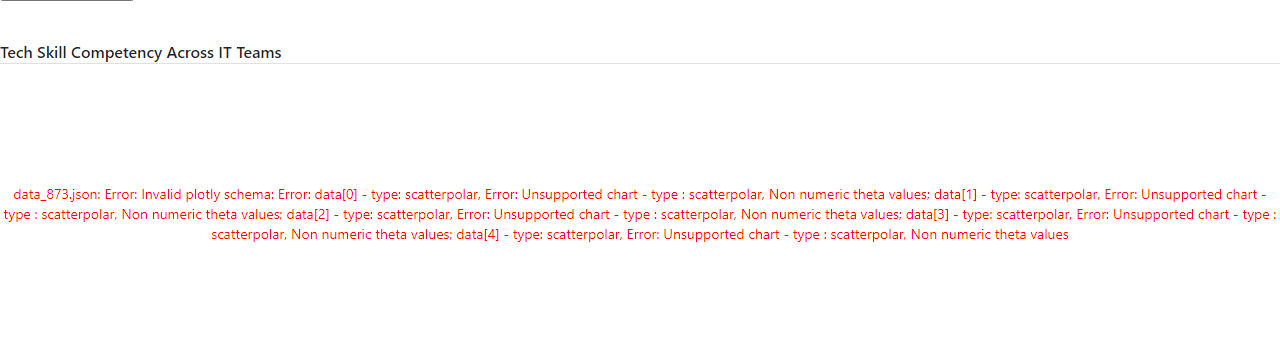 Tech Skill Competency Across IT Teams
data_873.json: Error: Invalid plotly schema: Error: data[0] - type: scatterpolar, Error: Unsupported chart - type : scatterpolar, Non numeric theta values; data[1] - type: scatterpolar, Error: Unsupported chart -
type : scatterpolar, Non numeric theta values; data[2] - type: scatterpolar, Error: Unsupported chart - type : scatterpolar, Non numeric theta values; data[3] - type: scatterpolar, Error: Unsupported chart - type :
scatterpolar, Non numeric theta values; data[4] - type: scatterpolar, Error: Unsupported chart - type : scatterpolar, Non numeric theta values